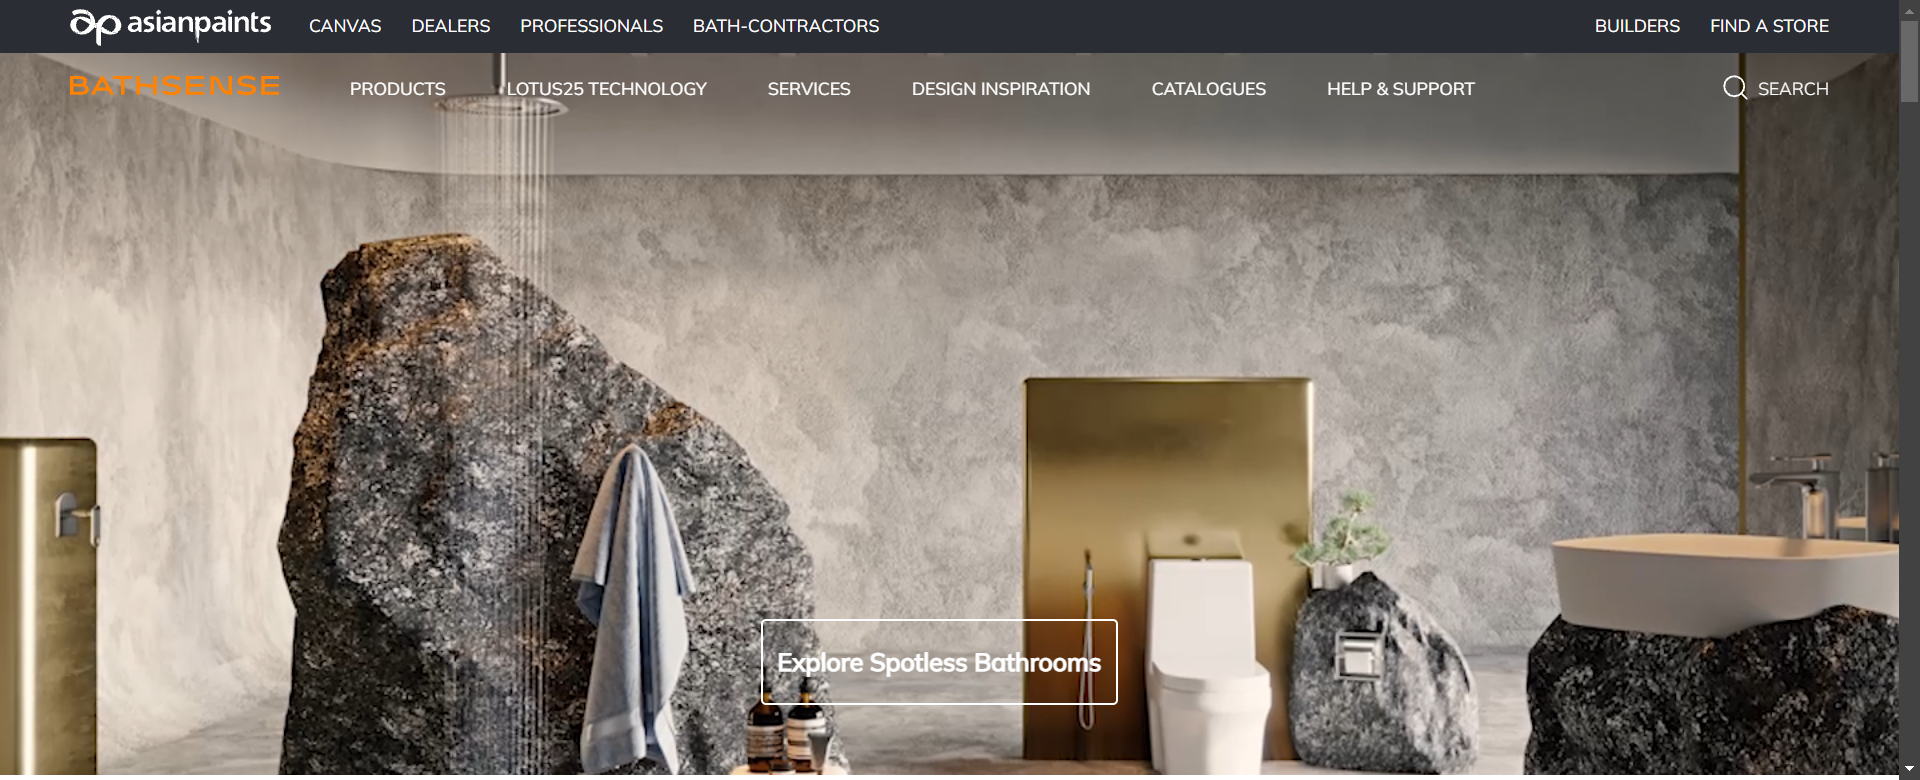 asianpaints CANVAS DEALERS PROFESSIONALS BATH-CONTRACTORS BUILDERS FIND A STORE
BATHSENSE PRODUCTS LOTUS25 TECHNOLOGY SERVICES DESIGN INSPIRATION CATALOGUES HELP & SUPPORT SEARCH
Explore Spotless Bathrooms